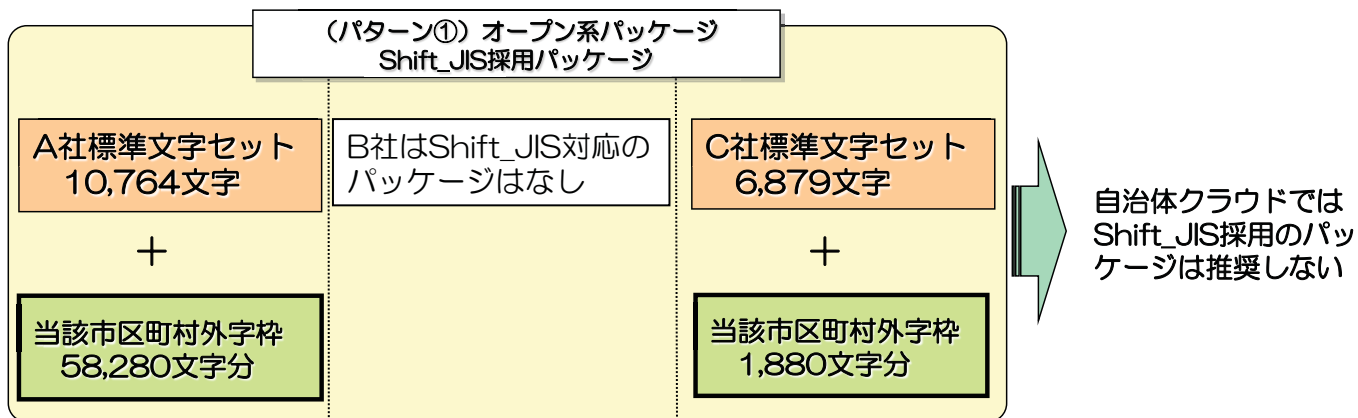 (パターン①)オープン系パッケージ
Shift_JIS採用パッケージ
A社標準文字セット
10,764文字
+
当該市区町村外字枠
58,280文字分
B社はShift_JIS対応の
パッケージはなし
C社標準文字セット
6,879文字
+
当該市区町村外字枠
1,880文字分
自治体クラウドでは
Shift_JIS採用のパッ
ケージは推奨しない